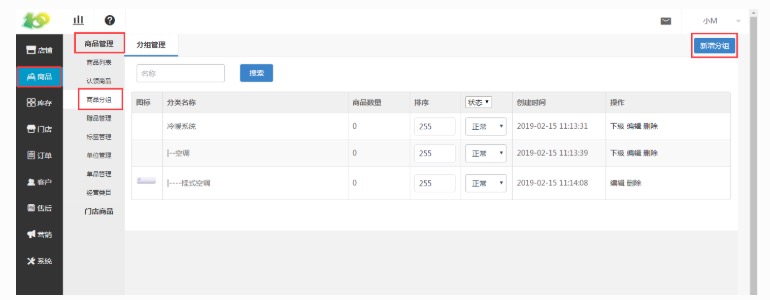 小M
店铺
商品
库存
门店
订单
客户
售后
营销
系统
商品管理
商品列表
认领商品
商品分组
赠品管理
标签管理
单位管理
单品管理
经营类目
门店商品
分组管理
新增分组
名称
搜索
图标 分类名称 商品数量 排序 状态 创建时间 操作
冷暖系统 0 255 正常 2019-02-15 11:13:31 下级 编辑 删除
|--空调 0 255 正常 2019-02-15 11:13:39 下级 编辑 删除
|----挂式空调 0 255 正常 2019-02-15 11:14:08 编辑 删除